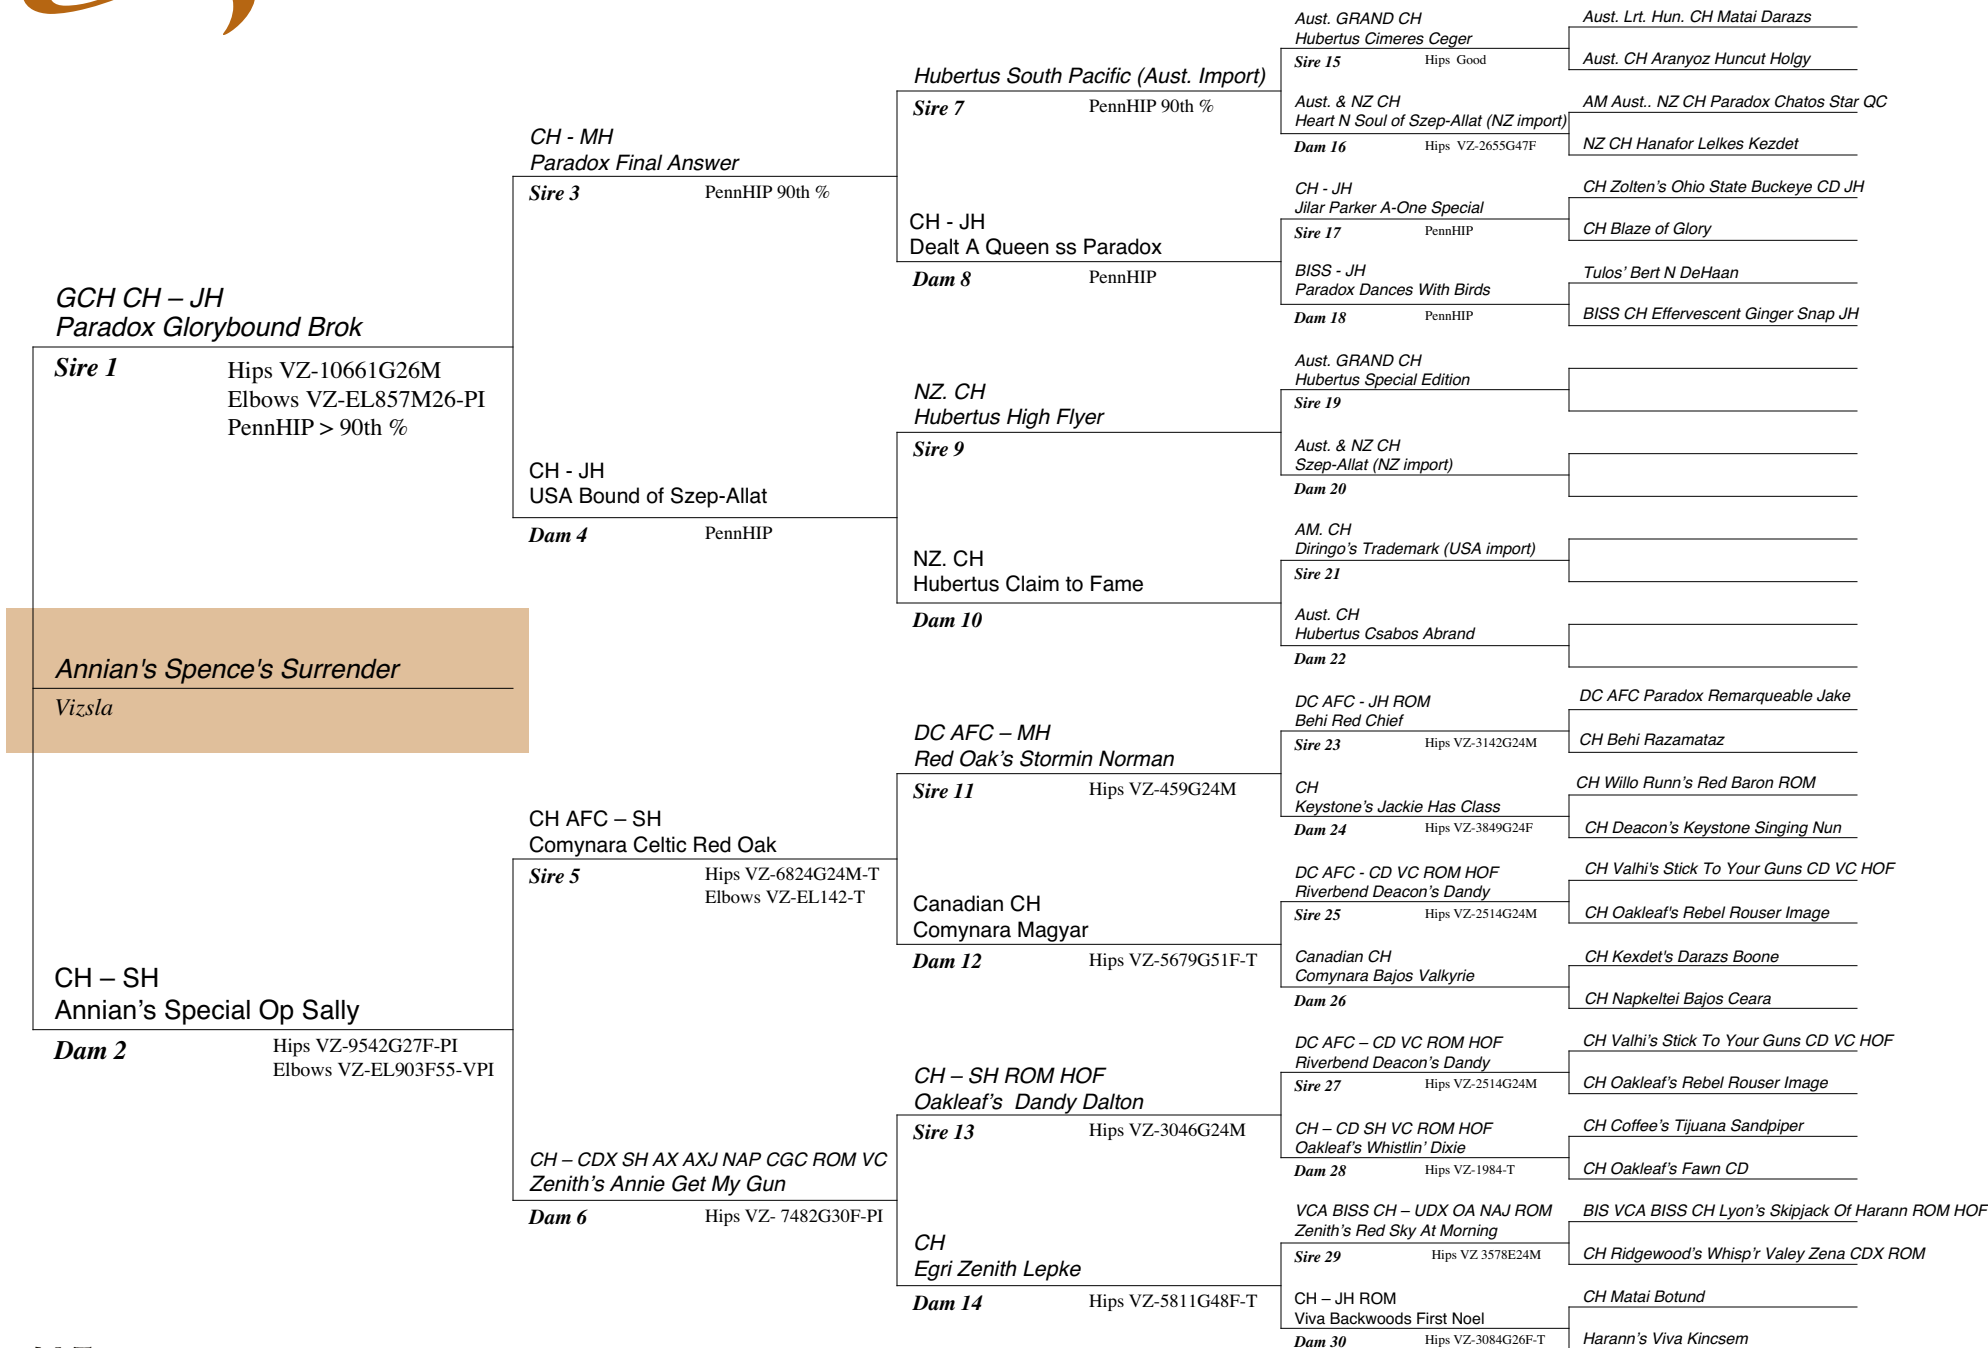 GCH CH – JH
Paradox Glorybound Brok
Sire 1
Hips VZ-10661G26M
Elbows VZ-EL857M26-PI
PennHIP > 90th %
Annian's Spence's Surrender
Vizsla
CH – SH
Annian’s Special Op Sally
Dam 2
Hips VZ-9542G27F-PI
Elbows VZ-EL903F55-VPI
CH - MH
Paradox Final Answer
Sire 3
PennHIP 90th %
CH - JH
USA Bound of Szep-Allat
Dam 4
PennHIP
CH AFC – SH
Comynara Celtic Red Oak
Sire 5
Hips VZ-6824G24M-T
Elbows VZ-EL142-T
CH – CDX SH AX AXJ NAP CGC ROM VC
Zenith’s Annie Get My Gun
Dam 6
Hips VZ- 7482G30F-PI
Hubertus South Pacific (Aust. Import)
Sire 7
PennHIP 90th %
CH - JH
Dealt A Queen ss Paradox
Dam 8
PennHIP
NZ. CH
Hubertus High Flyer
Sire 9
NZ. CH
Hubertus Claim to Fame
Dam 10
DC AFC – MH
Red Oak’s Stormin Norman
Sire 11
Hips VZ-459G24M
Canadian CH
Comynara Magyar
Dam 12
Hips VZ-5679G51F-T
CH – SH ROM HOF
Oakleaf’s Dandy Dalton
Sire 13
Hips VZ-3046G24M
CH
Egri Zenith Lepke
Dam 14
Hips VZ-5811G48F-T
Aust. GRAND CH
Hubertus Cimeres Ceger
Sire 15
Hips Good
Aust. & NZ CH
Heart N Soul of Szep-Allat (NZ import)
Dam 16
Hips VZ-2655G47F
CH - JH
Jilar Parker A-One Special
Sire 17
PennHIP
BISS - JH
Paradox Dances With Birds
Dam 18
PennHIP
Aust. GRAND CH
Hubertus Special Edition
Sire 19
Aust. & NZ CH
Szep-Allat (NZ import)
Dam 20
AM. CH
Diringo’s Trademark (USA import)
Sire 21
Aust. CH
Hubertus Csabos Abrand
Dam 22
DC AFC - JH ROM
Behi Red Chief
Sire 23
Hips VZ-3142G24M
CH
Keystone’s Jackie Has Class
Dam 24
Hips VZ-3849G24F
DC AFC - CD VC ROM HOF
Riverbend Deacon’s Dandy
Sire 25
Hips VZ-2514G24M
Canadian CH
Comynara Bajos Valkyrie
Dam 26
DC AFC – CD VC ROM HOF
Riverbend Deacon’s Dandy
Sire 27
Hips VZ-2514G24M
CH – CD SH VC ROM HOF
Oakleaf’s Whistlin’ Dixie
Dam 28
Hips VZ-1984-T
VCA BISS CH – UDX OA NAJ ROM
Zenith’s Red Sky At Morning
Sire 29
Hips VZ 3578E24M
CH – JH ROM
Viva Backwoods First Noel
Dam 30
Hips VZ-3084G26F-T
Aust. Lrt. Hun. CH Matai Darazs
Aust. CH Aranyoz Huncut Holgy
AM Aust.. NZ CH Paradox Chatos Star QC
NZ CH Hanafor Lelkes Kezdet
CH Zolten’s Ohio State Buckeye CD JH
CH Blaze of Glory
Tulos’ Bert N DeHaan
BISS CH Effervescent Ginger Snap JH
DC AFC Paradox Remarqueable Jake
CH Behi Razamataz
CH Willo Runn’s Red Baron ROM
CH Deacon’s Keystone Singing Nun
CH Valhi's Stick To Your Guns CD VC HOF
CH Oakleaf's Rebel Rouser Image
CH Kexdet's Darazs Boone
CH Napkeltei Bajos Ceara
CH Valhi's Stick To Your Guns CD VC HOF
CH Oakleaf's Rebel Rouser Image
CH Coffee's Tijuana Sandpiper
CH Oakleaf's Fawn CD
BIS VCA BISS CH Lyon’s Skipjack Of Harann ROM HOF
CH Ridgewood’s Whisp’r Valey Zena CDX ROM
CH Matai Botund
Harann’s Viva Kincsem